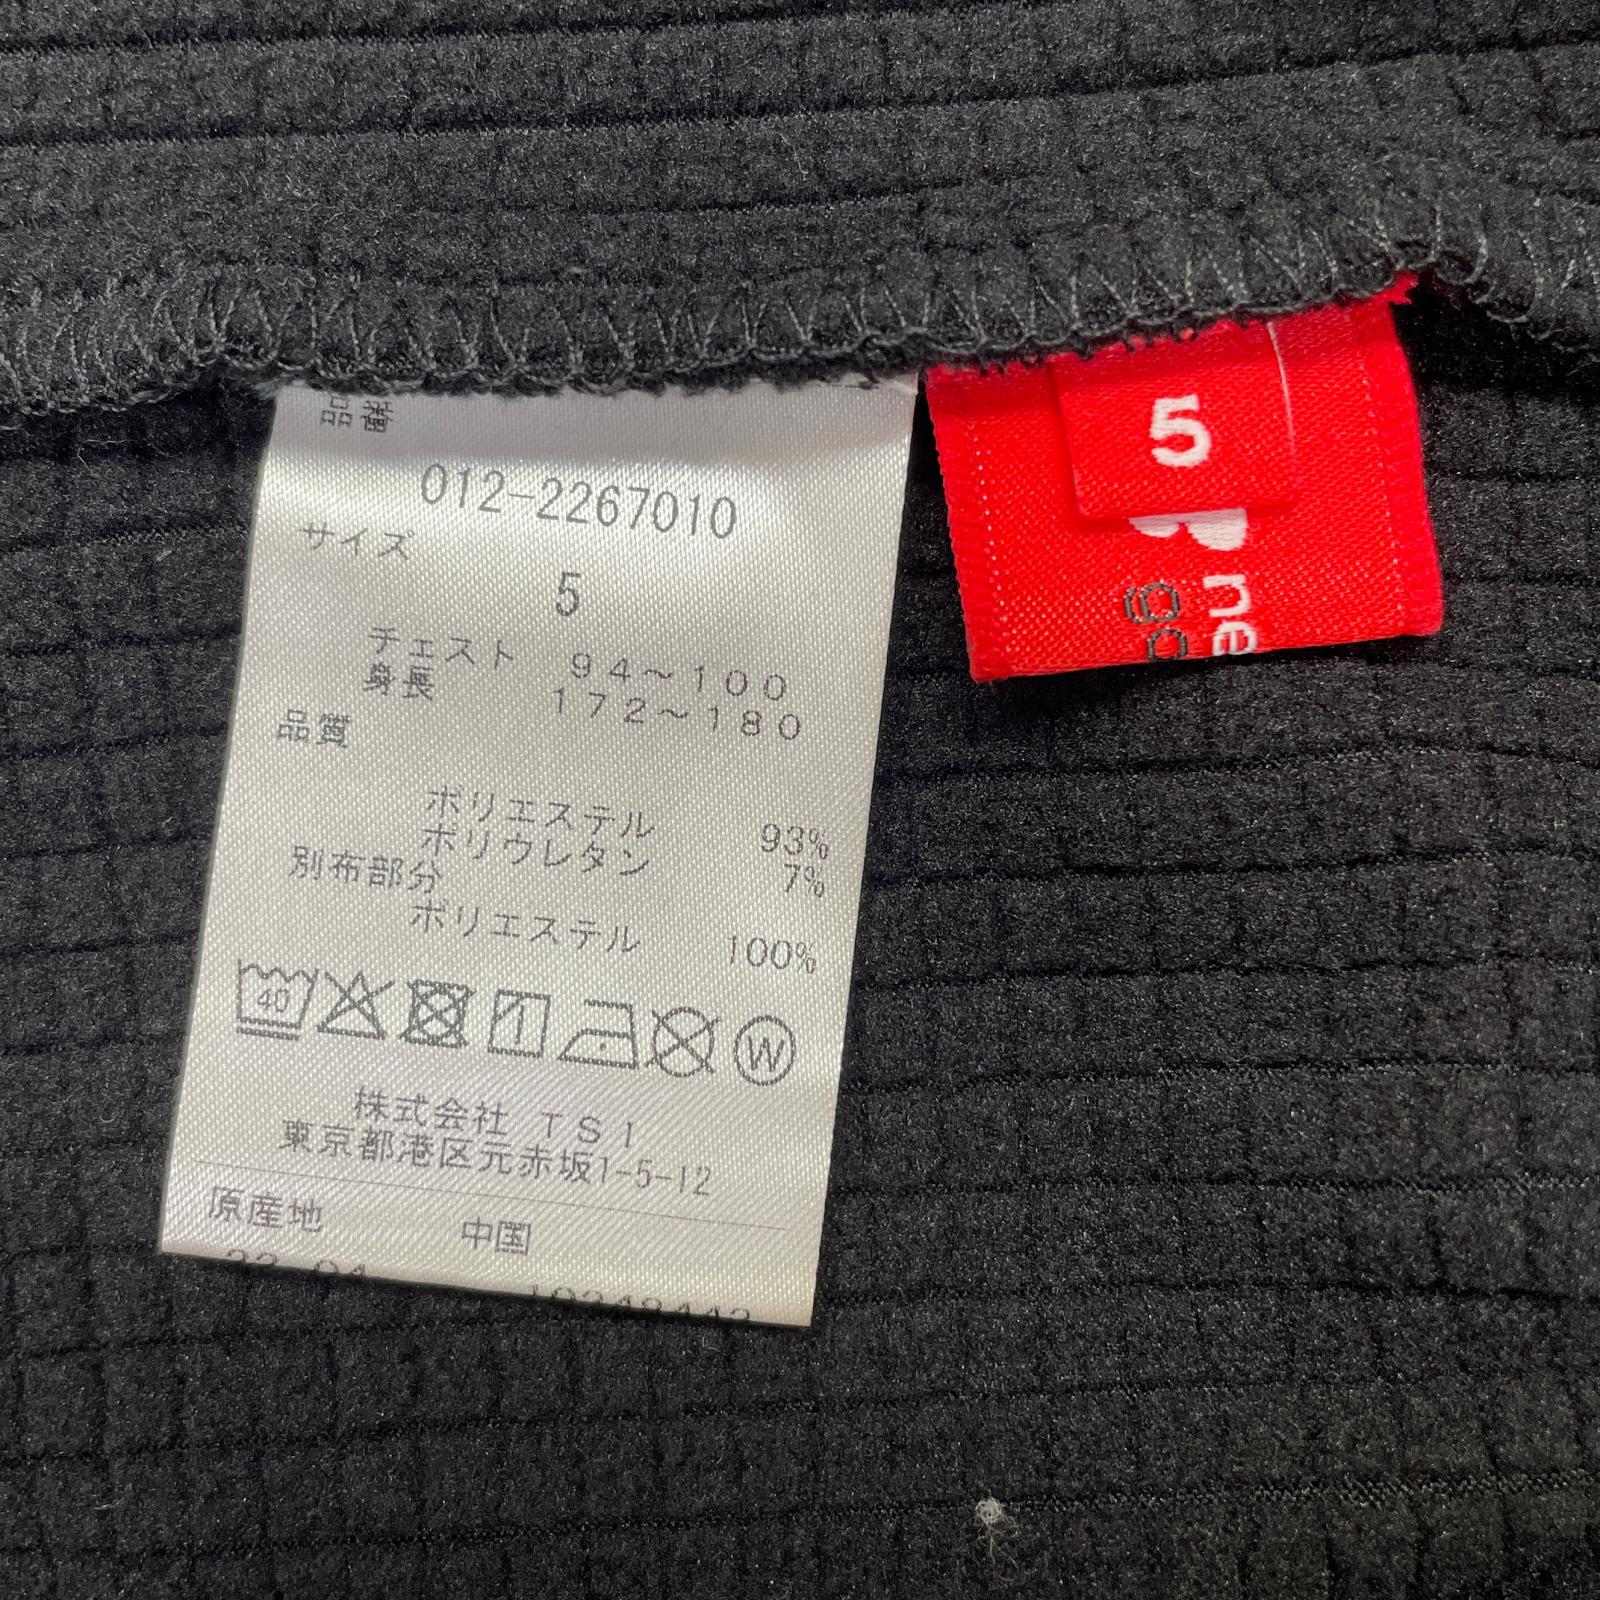 品番
012-2267010
サイズ
5
チェスト 94~100
身長 172~180
品質
ポリエステル 93%
ポリウレタン 7%
別布部分
ポリエステル 100%
40
W
株式会社 TSI
東京都港区元赤坂1-5-12
原産地 中国
5
ne
go